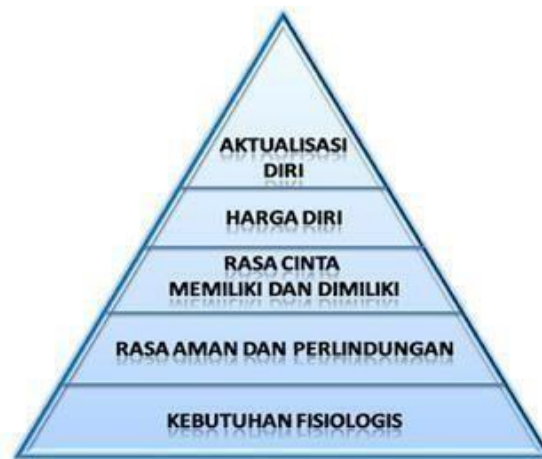 AKTUALISASI
DIRI
HARGA DIRI
RASA CINTA
MEMILIKI DAN DIMILIKI
RASA AMAN DAN PERLINDUNGAN
KEBUTUHAN FISIOLOGIS